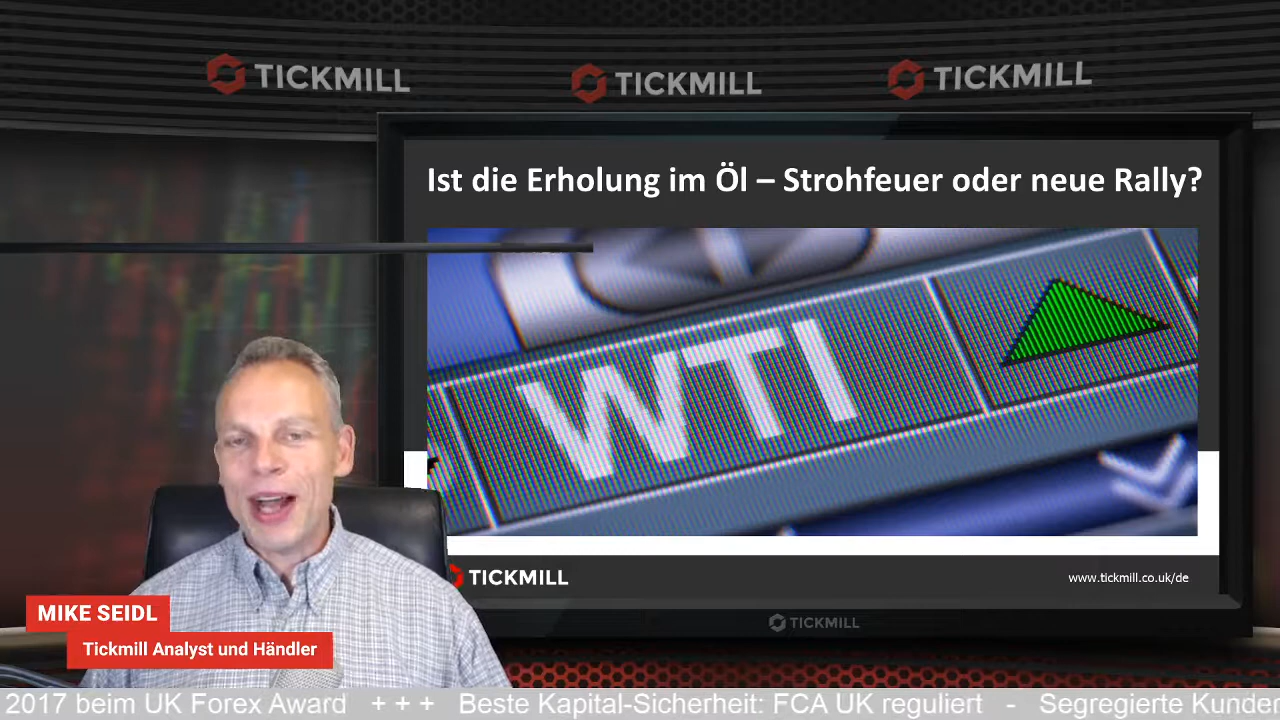 TICKMILL
TICKMILL
TICKMILL
Ist die Erholung im Öl – Strohfeuer oder neue Rally?
WTI
TICKMILL
www.tickmill.co.uk/de
TICKMILL
MIKE SEIDL
Tickmill Analyst und Händler
2017 beim UK Forex Award + + + Beste Kapital-Sicherheit: FCA UK reguliert - Segregierte Kunder